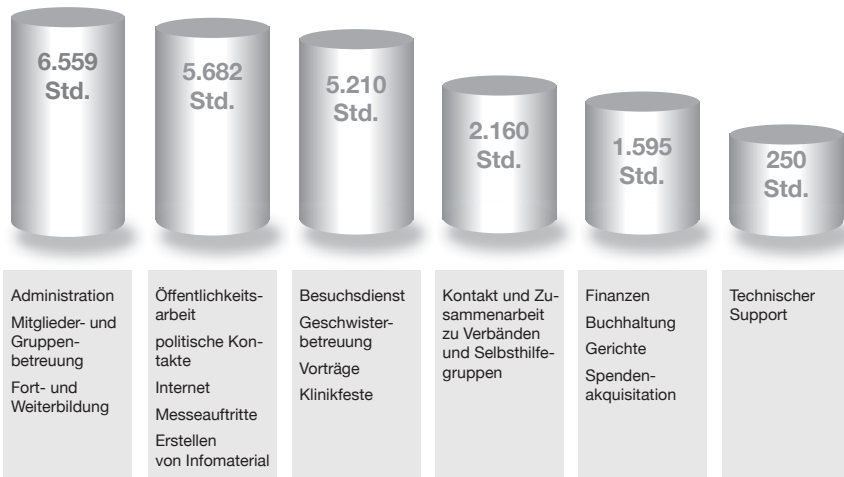 6.559
Std.
5.682
Std.
5.210
Std.
2.160
Std.
1.595
Std.
250
Std.
Administration
Mitglieder- und
Gruppen-
betreuung
Fort- und
Weiterbildung
Öffentlichkeits-
arbeit
politische Kon-
takte
Internet
Messeauftritte
Erstellen
von Infomaterial
Besuchsdienst
Geschwister-
betreuung
Vorträge
Klinikfeste
Kontakt und Zu-
sammenarbeit
zu Verbänden
und Selbsthilfe-
gruppen
Finanzen
Buchhaltung
Gerichte
Spenden-
akquisitation
Technischer
Support